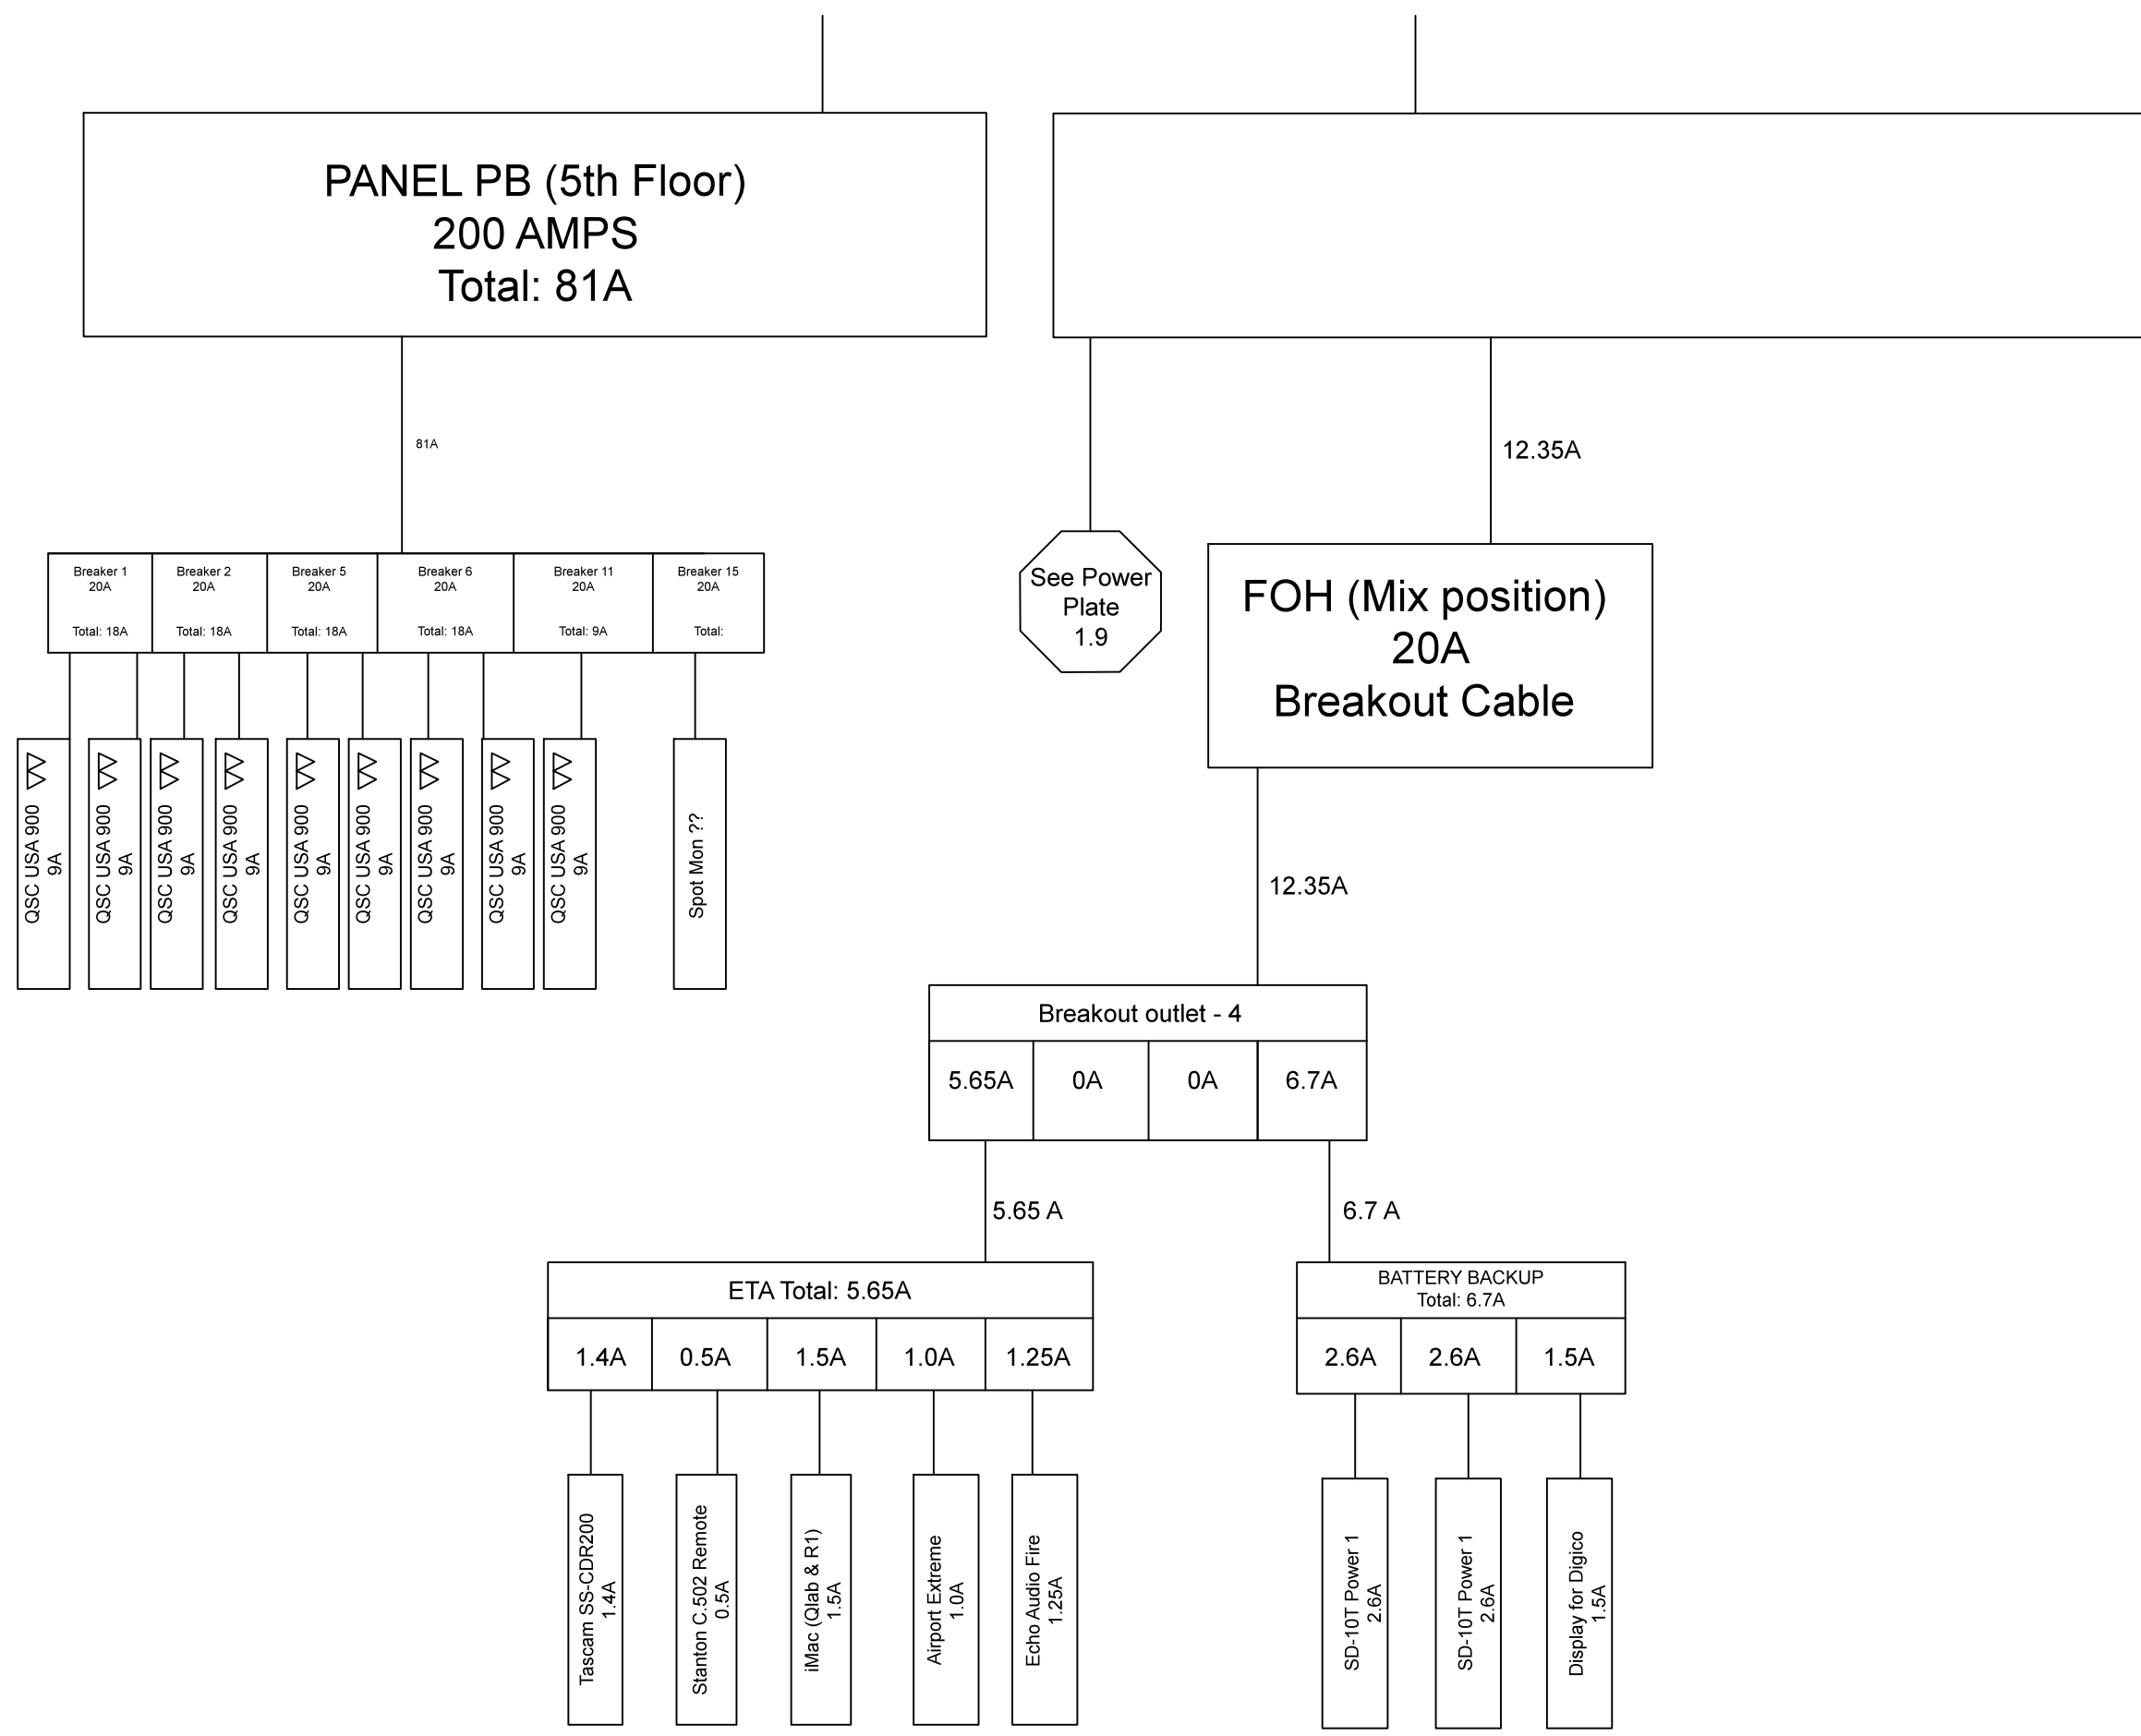 PANEL PB (5th Floor)
200 AMPS
Total: 81A
81A
12.35A
Breaker 1
20A
Total: 18A
Breaker 2
20A
Total: 18A
Breaker 5
20A
Total: 18A
Breaker 6
20A
Total: 18A
Breaker 11
20A
Total: 9A
Breaker 15
20A
Total:
See Power
Plate
1.9
FOH (Mix position)
20A
Breakout Cable
QSC USA 900
9A
QSC USA 900
9A
QSC USA 900
9A
QSC USA 900
9A
QSC USA 900
9A
QSC USA 900
9A
QSC USA 900
9A
QSC USA 900
9A
QSC USA 900
9A
Spot Mon ??
12.35A
Breakout outlet - 4
5.65A
0A
0A
6.7A
5.65 A
6.7 A
ETA Total: 5.65A
1.4A
0.5A
1.5A
1.0A
1.25A
BATTERY BACKUP
Total: 6.7A
2.6A
2.6A
1.5A
Tascam SS-CDR200
1.4A
Stanton C.502 Remote
0.5A
iMac (Qlab & R1)
1.5A
Airport Extreme
1.0A
Echo Audio Fire
1.25A
SD-10T Power 1
2.6A
SD-10T Power 1
2.6A
Display for Digico
1.5A